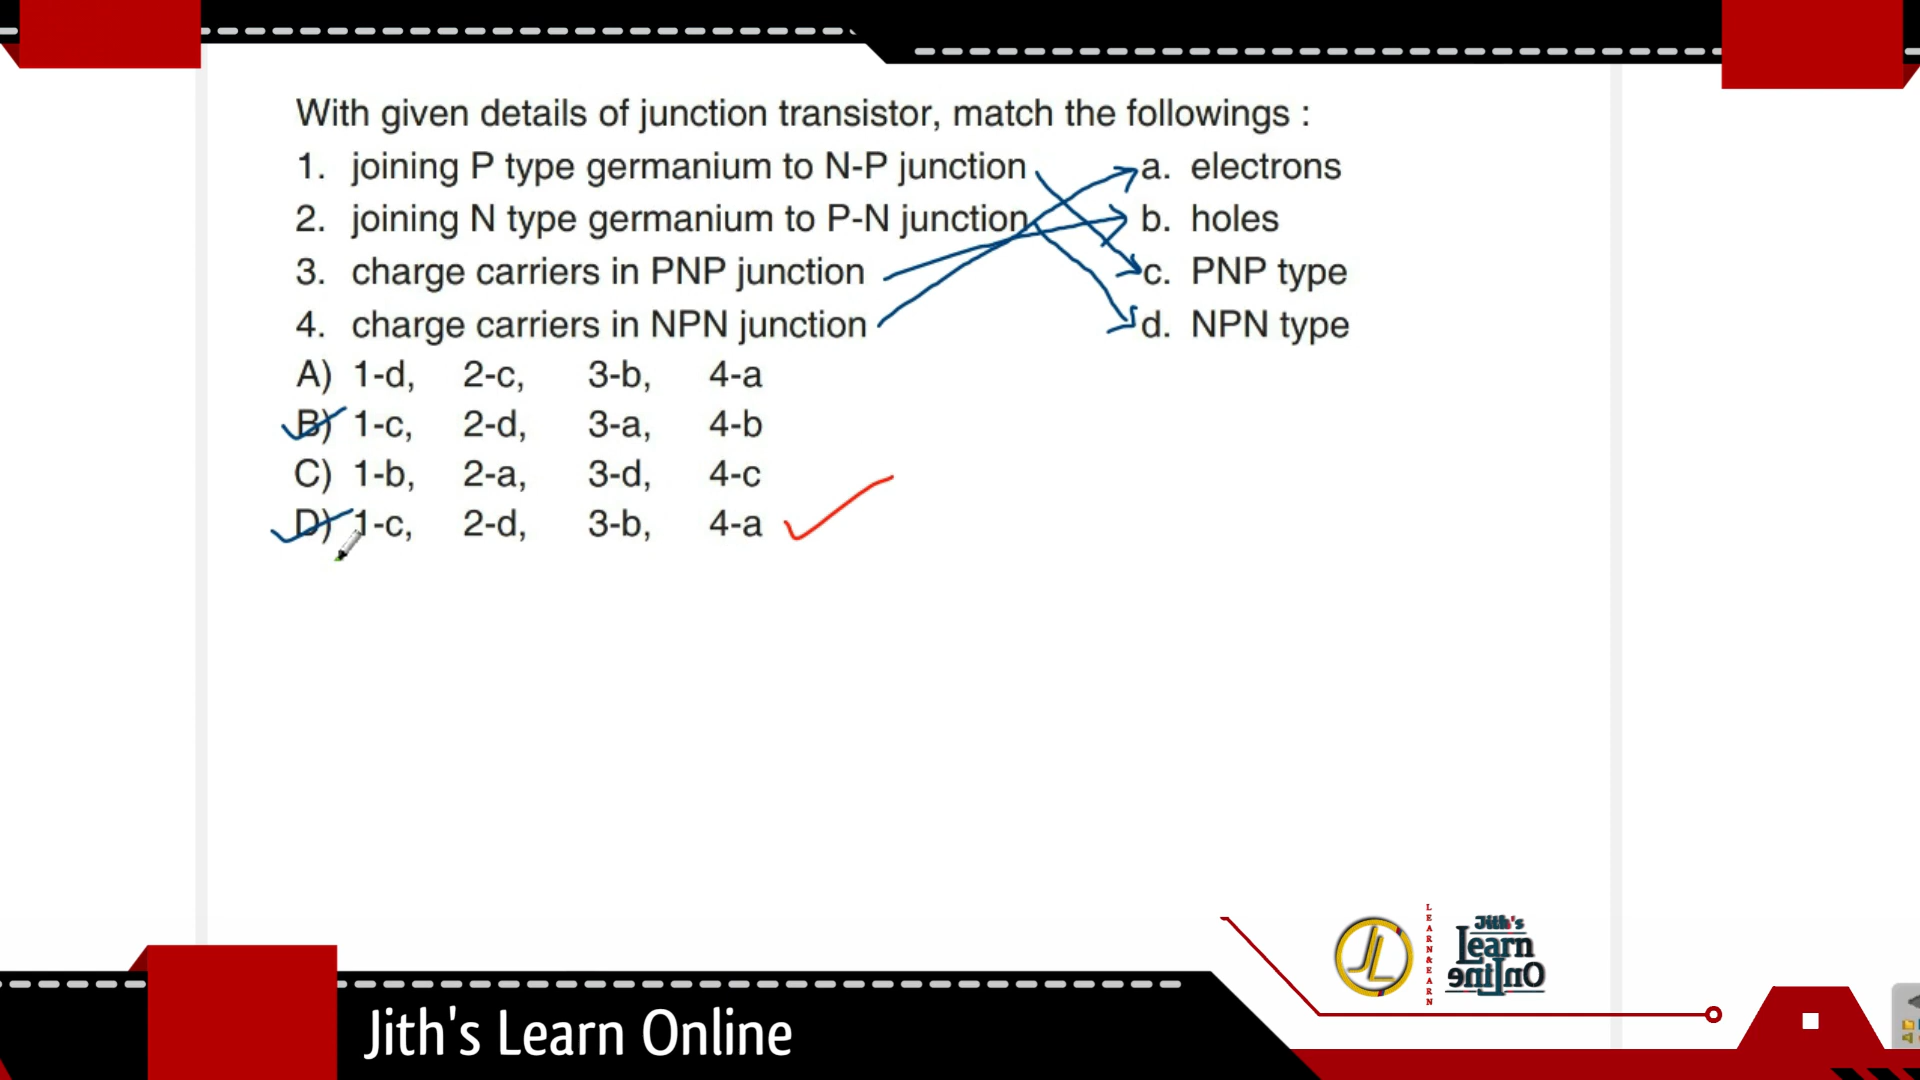 With given details of junction transistor, match the followings :
1. joining P type germanium to N-P junction a. electrons
2. joining N type germanium to P-N junction b. holes
3. charge carriers in PNP junction c. PNP type
4. charge carriers in NPN junction d. NPN type
A) 1-d, 2-c, 3-b, 4-a
B) 1-c, 2-d, 3-a, 4-b
C) 1-b, 2-a, 3-d, 4-c
D) 1-c, 2-d, 3-b, 4-a
JL
LEARN&EARN
Jith's
Learn
OnLine
Jith's Learn Online